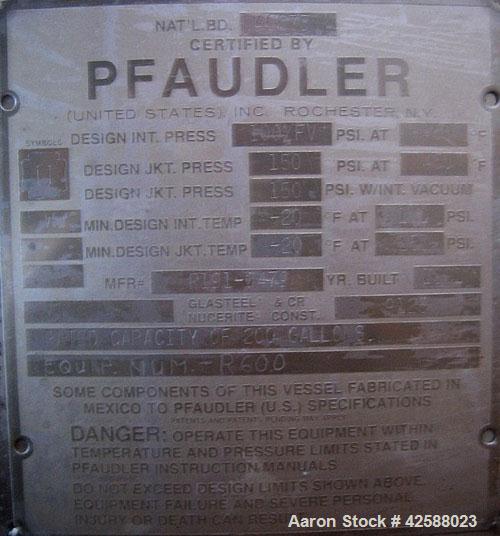 NAT'L.BD.
CERTIFIED BY
PFAUDLER
(UNITED STATES), INC. ROCHESTER, N.Y.
SYMBOLS DESIGN INT. PRESS PSI. AT °F
DESIGN JKT. PRESS 150 PSI. AT °F
DESIGN JKT. PRESS 150 PSI. W/INT. VACUUM
MIN.DESIGN INT.TEMP -20 °F AT PSI.
MIN.DESIGN JKT.TEMP -20 °F AT PSI.
MFR# YR. BUILT
GLASTEEL & CR
NUCERITE CONST.
CAPACITY OF 200 GALLONS.
EQUIP. NUM.-R600
SOME COMPONENTS OF THIS VESSEL FABRICATED IN
MEXICO TO PFAUDLER (U.S.) SPECIFICATIONS
PATENTS AND PATENTS PENDING MAY APPLY
DANGER: OPERATE THIS EQUIPMENT WITHIN
TEMPERATURE AND PRESSURE LIMITS STATED IN
PFAUDLER INSTRUCTION MANUALS
DO NOT EXCEED DESIGN LIMITS SHOWN ABOVE.
EQUIPMENT FAILURE AND SEVERE PERSONAL
INJURY OR DEATH CAN
Aaron Stock # 42588023